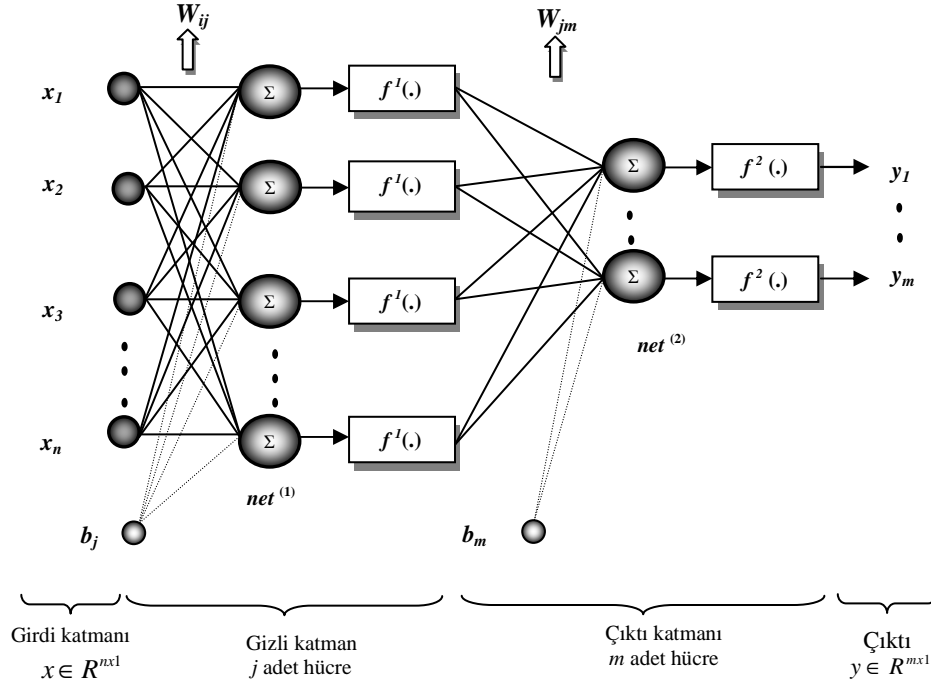 W_ij W_jm
x_1 Σ f^1(.)
Σ f^2(.) y_1
x_2 Σ f^1(.)
Σ f^2(.) y_m
x_3 Σ f^1(.)
net^(2)
x_n Σ f^1(.)
net^(1)
b_j b_m
Girdi katmanı Gizli katman Çıktı katmanı Çıktı
x ∈ R^nx1 j adet hücre m adet hücre y ∈ R^mx1